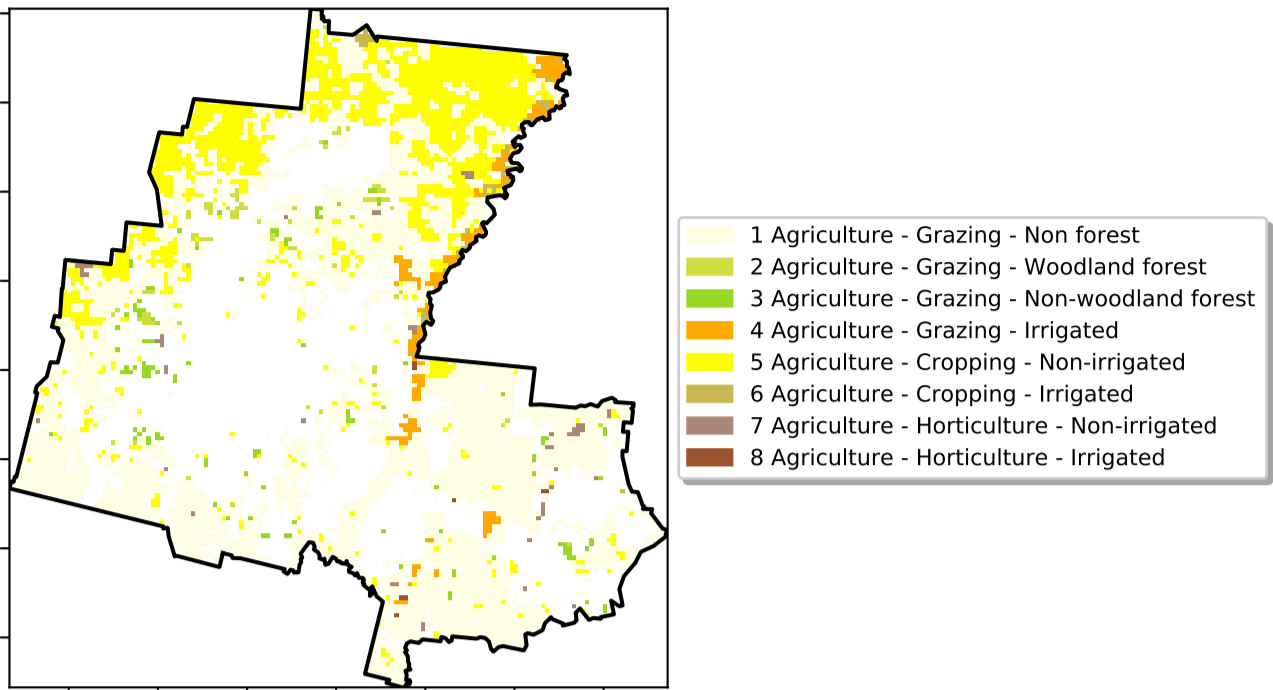 1 Agriculture - Grazing - Non forest
2 Agriculture - Grazing - Woodland forest
3 Agriculture - Grazing - Non-woodland forest
4 Agriculture - Grazing - Irrigated
5 Agriculture - Cropping - Non-irrigated
6 Agriculture - Cropping - Irrigated
7 Agriculture - Horticulture - Non-irrigated
8 Agriculture - Horticulture - Irrigated